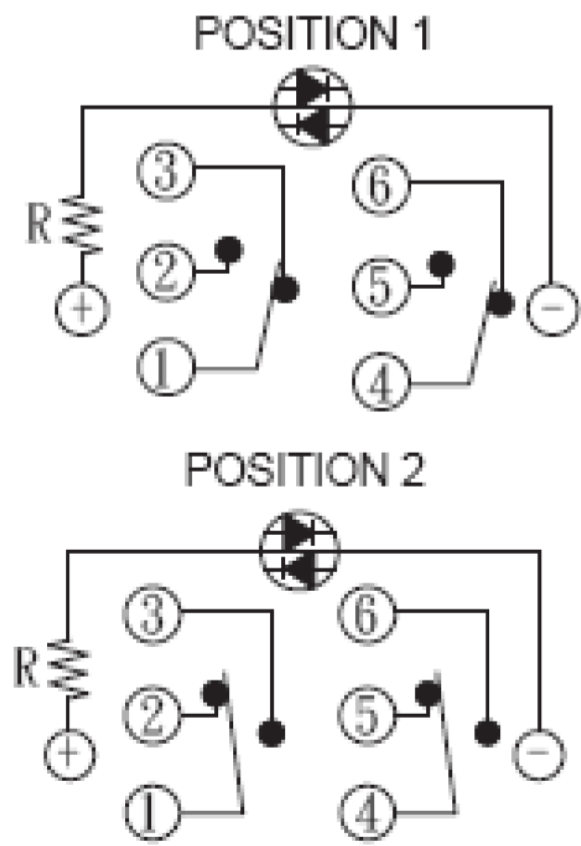 POSITION 1
③ ⑥
R ② ⑤
+ −
① ④
POSITION 2
③ ⑥
R ② ⑤
+ −
① ④